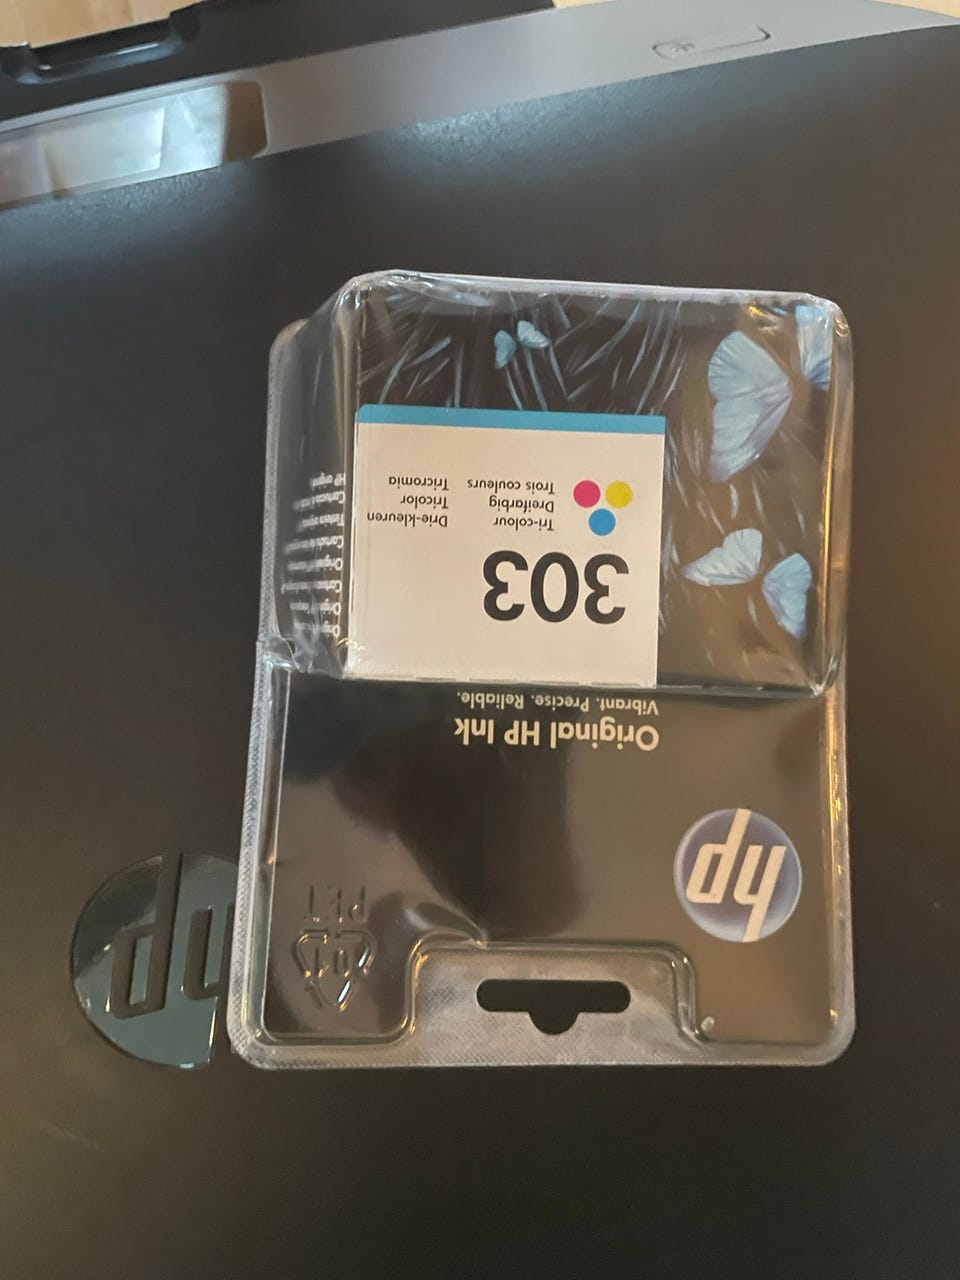 hp
Original HP Ink
Vibrant. Precise. Reliable.
303
Tri-colour
Dreifarbig
Trois couleurs
Drie-kleuren
Tricolor
Tricromia
01
PET
hp